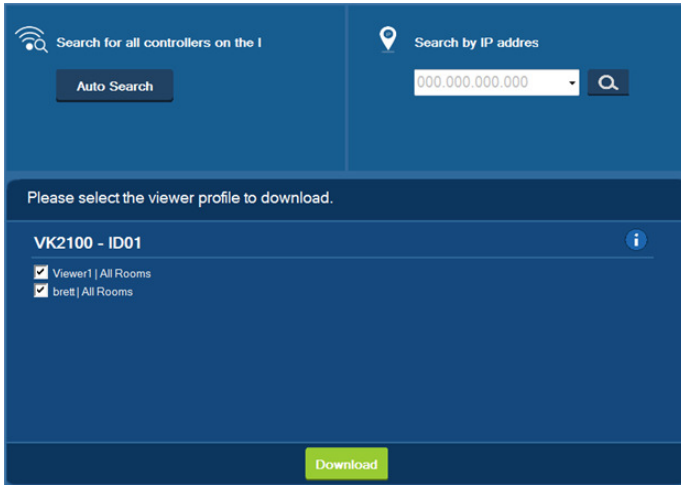 Search for all controllers on the l
Auto Search
Search by IP addres
000.000.000.000
Please select the viewer profile to download.
VK2100 - ID01
Viewer1 | All Rooms
brett | All Rooms
Download